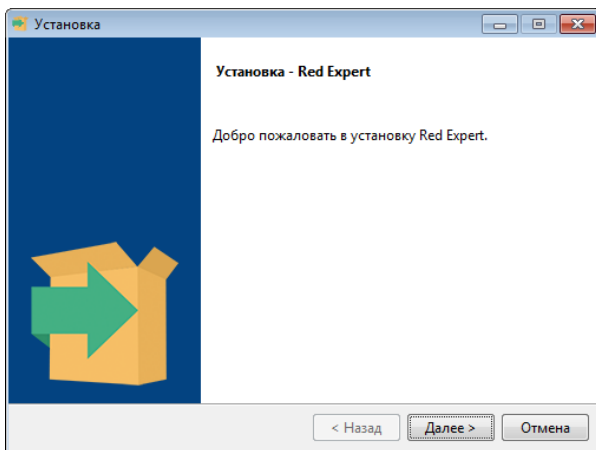 Установка
Установка - Red Expert
Добро пожаловать в установку Red Expert.
< Назад
Далее >
Отмена